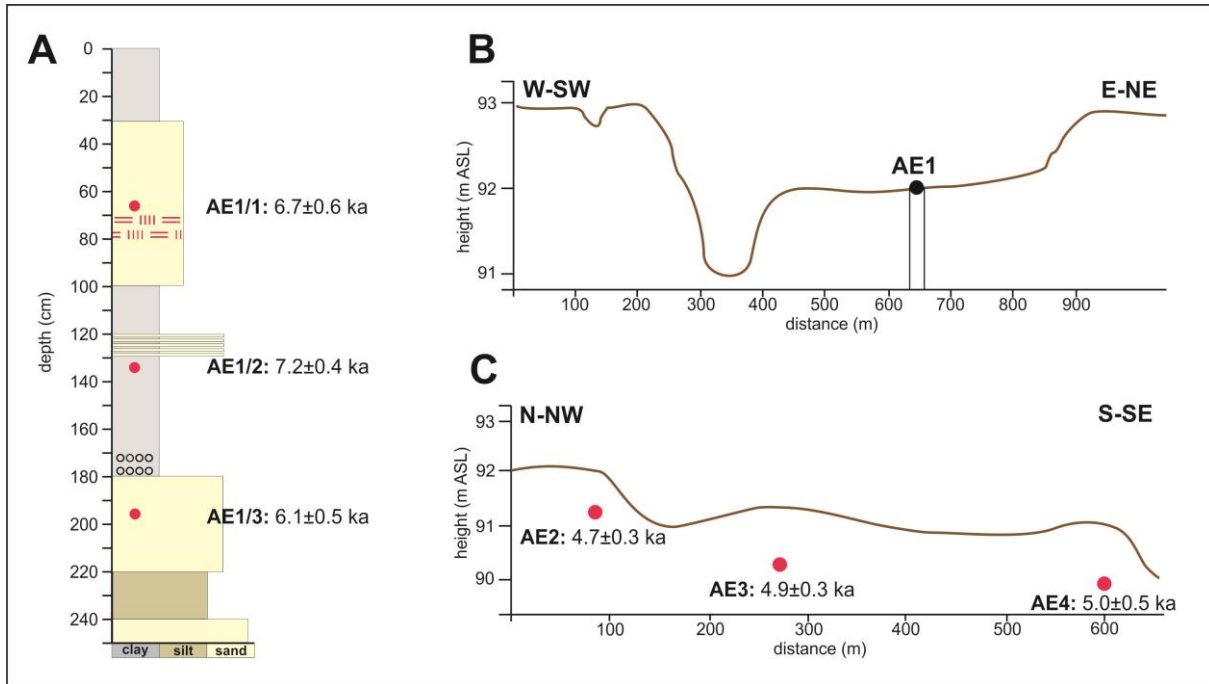 A
0
20
40
60
80
100
120
140
160
180
200
220
240
depth (cm)
AE1/1: 6.7±0.6 ka
AE1/2: 7.2±0.4 ka
AE1/3: 6.1±0.5 ka
clay silt sand
B
W-SW E-NE
93
92
91
height (m ASL)
AE1
100 200 300 400 500 600 700 800 900
distance (m)
C
N-NW S-SE
93
92
91
90
height (m ASL)
AE2: 4.7±0.3 ka
AE3: 4.9±0.3 ka
AE4: 5.0±0.5 ka
100 200 300 400 500 600
distance (m)